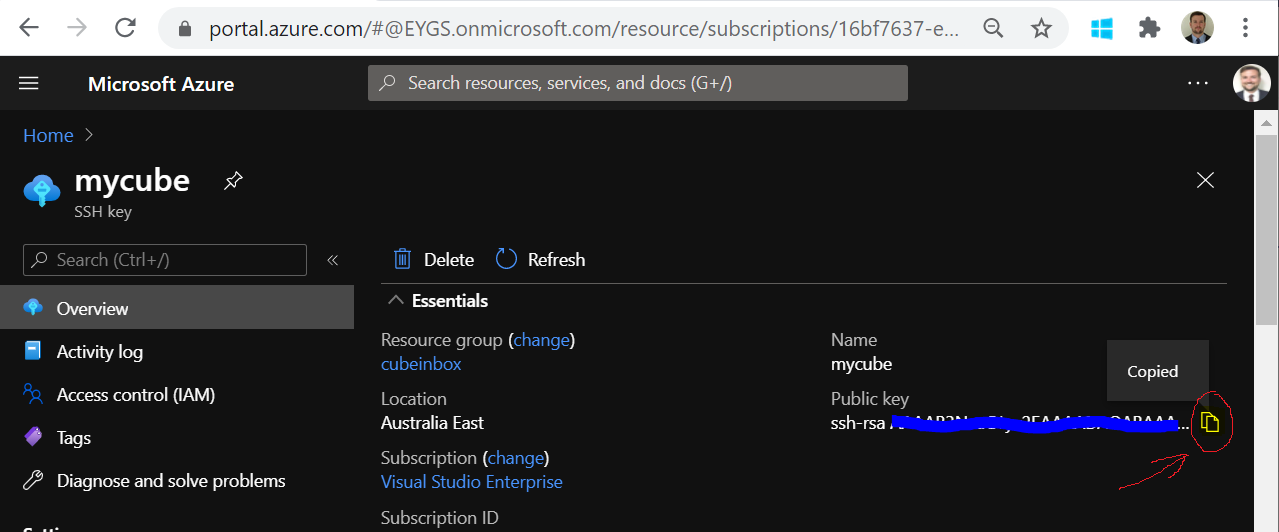 portal.azure.com/#@EYGS.onmicrosoft.com/resource/subscriptions/16bf7637-e...
Microsoft Azure
Search resources, services, and docs (G+/)
Home
mycube
SSH key
Search (Ctrl+/)
Overview
Activity log
Access control (IAM)
Tags
Diagnose and solve problems
Delete
Refresh
Essentials
Resource group (change)
cubeinbox
Location
Australia East
Subscription (change)
Visual Studio Enterprise
Subscription ID
Name
mycube
Copied
Public key
ssh-rsa ...